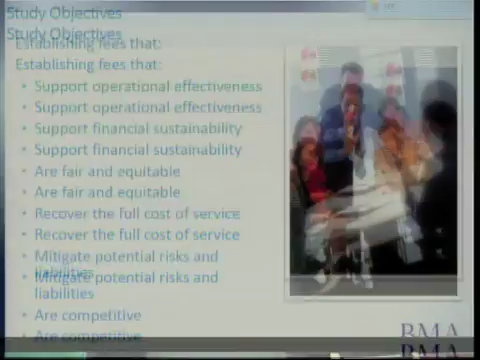 Study Objectives
Study Objectives
Establishing fees that:
Establishing fees that:
• Support operational effectiveness
• Support operational effectiveness
• Support financial sustainability
• Support financial sustainability
• Are fair and equitable
• Are fair and equitable
• Recover the full cost of service
• Recover the full cost of service
• Mitigate potential risks and
liabilities
• Mitigate potential risks and
liabilities
• Are competitive
• Are competitive
BMA
BMA